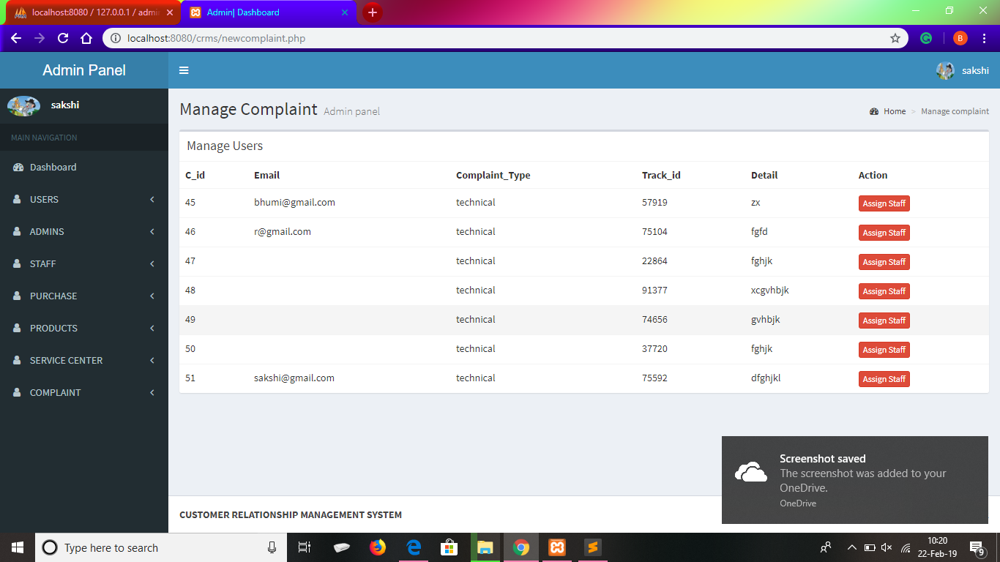 localhost:8080 / 127.0.0.1 / admi
Admin| Dashboard
localhost:8080/crms/newcomplaint.php
B
Admin Panel
sakshi
sakshi
MAIN NAVIGATION
Dashboard
USERS
ADMINS
STAFF
PURCHASE
PRODUCTS
SERVICE CENTER
COMPLAINT
Manage Complaint Admin panel
Home > Manage complaint
Manage Users
C_id Email Complaint_Type Track_id Detail Action
45 bhumi@gmail.com technical 57919 zx Assign Staff
46 r@gmail.com technical 75104 fgfd Assign Staff
47 technical 22864 fghjk Assign Staff
48 technical 91377 xcgvhbjk Assign Staff
49 technical 74656 gvhbjk Assign Staff
50 technical 37720 fghjk Assign Staff
51 sakshi@gmail.com technical 75592 dfghjkl Assign Staff
Screenshot saved
The screenshot was added to your
OneDrive.
OneDrive
CUSTOMER RELATIONSHIP MANAGEMENT SYSTEM
Type here to search
10:20
22-Feb-19
9